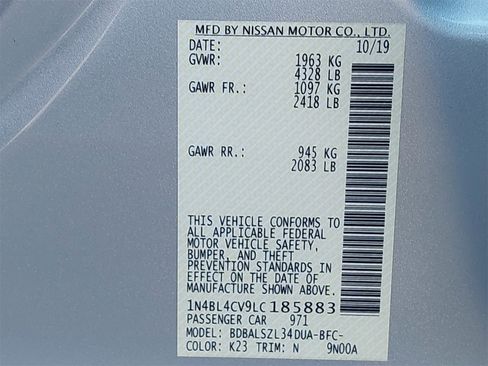 MFD BY NISSAN MOTOR CO., LTD.
DATE: 10/19
GVWR: 1963 KG
4328 LB
GAWR FR.: 1097 KG
2418 LB
GAWR RR.: 945 KG
2083 LB
THIS VEHICLE CONFORMS TO
ALL APPLICABLE FEDERAL
MOTOR VEHICLE SAFETY,
BUMPER, AND THEFT
PREVENTION STANDARDS
IN EFFECT ON THE DATE OF
MANUFACTURE SHOWN ABOVE.
1N4BL4CV9LC185883
PASSENGER CAR 971
MODEL: BDBALSZL34DUA-BFC-
COLOR: K23 TRIM: N 9N00A